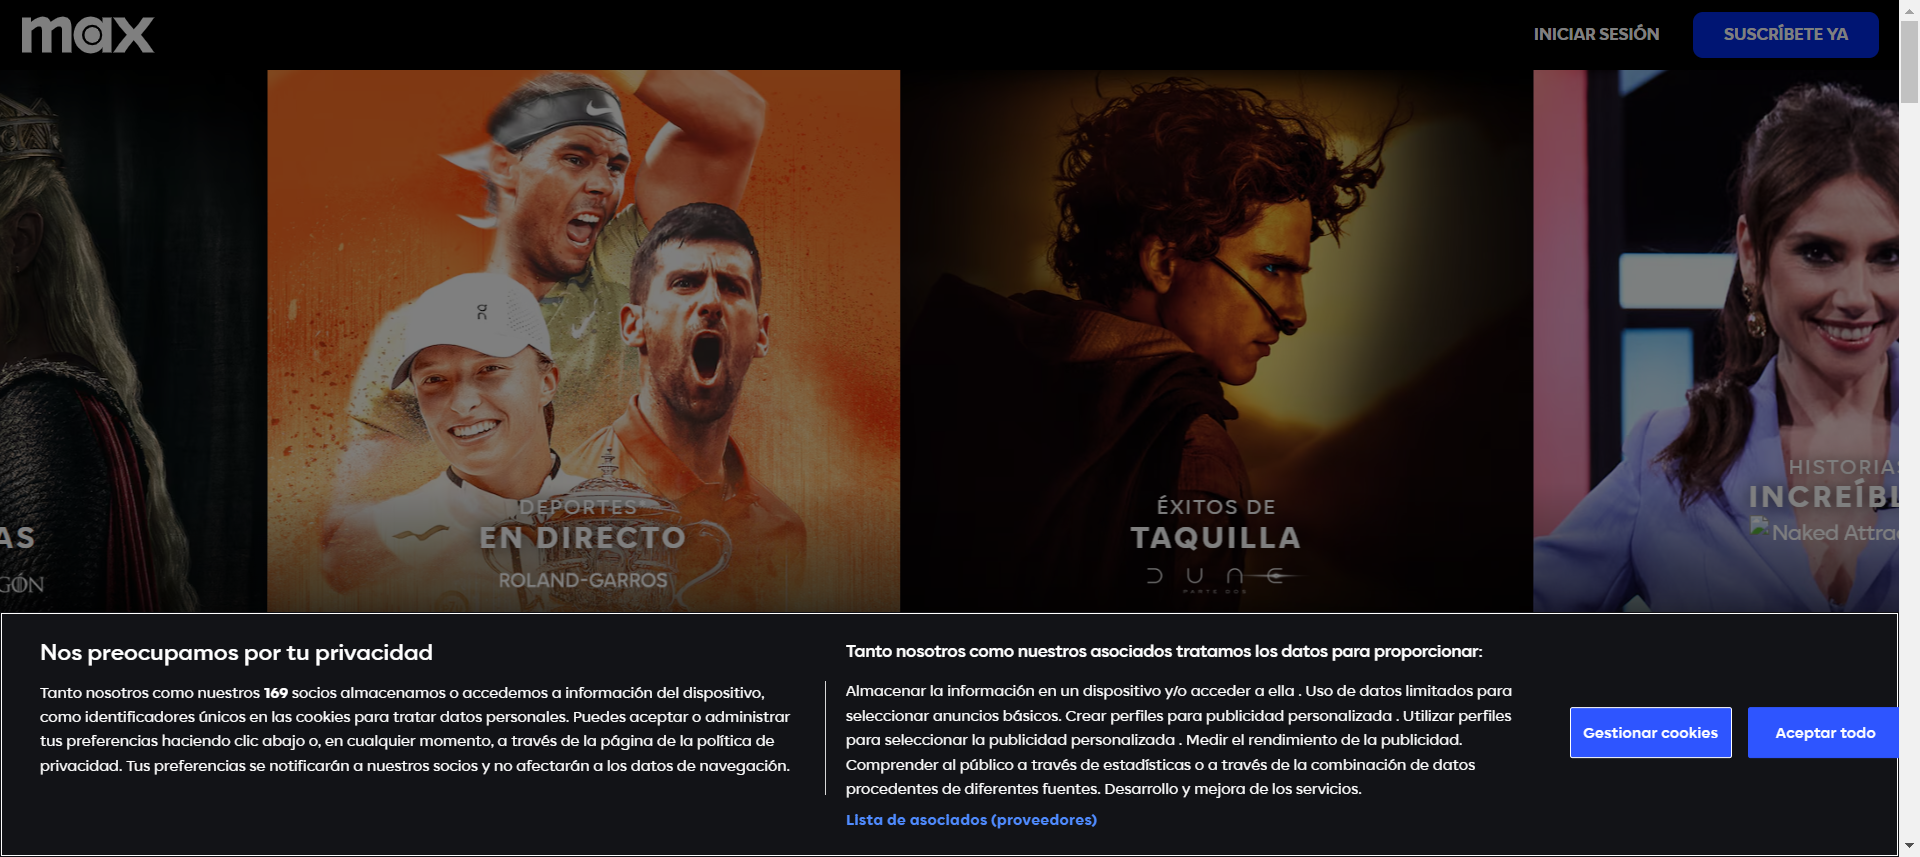 max
INICIAR SESIÓN
SUSCRÍBETE YA
AS
GÓN
DEPORTES*
EN DIRECTO
ROLAND-GARROS
ÉXITOS DE
TAQUILLA
DUNE
PARTE DOS
HISTORIAS
INCREÍBL
Naked Attrac
Nos preocupamos por tu privacidad
Tanto nosotros como nuestros 169 socios almacenamos o accedemos a información del dispositivo,
como identificadores únicos en las cookies para tratar datos personales. Puedes aceptar o administrar
tus preferencias haciendo clic abajo o, en cualquier momento, a través de la página de la política de
privacidad. Tus preferencias se notificarán a nuestros socios y no afectarán a los datos de navegación.
Tanto nosotros como nuestros asociados tratamos los datos para proporcionar:
Almacenar la información en un dispositivo y/o acceder a ella . Uso de datos limitados para
seleccionar anuncios básicos. Crear perfiles para publicidad personalizada . Utilizar perfiles
para seleccionar la publicidad personalizada . Medir el rendimiento de la publicidad.
Comprender al público a través de estadísticas o a través de la combinación de datos
procedentes de diferentes fuentes. Desarrollo y mejora de los servicios.
Lista de asociados (proveedores)
Gestionar cookies
Aceptar todo